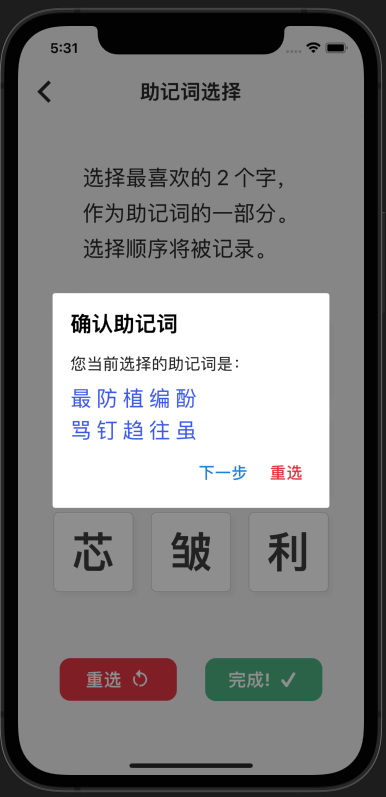 5:31
助记词选择
选择最喜欢的 2 个字，
作为助记词的一部分。
选择顺序将被记录。
确认助记词
您当前选择的助记词是：
最 防 植 编 酚
骂 钉 趋 往 虽
下一步 重选
芯 皱 利
重选 完成!